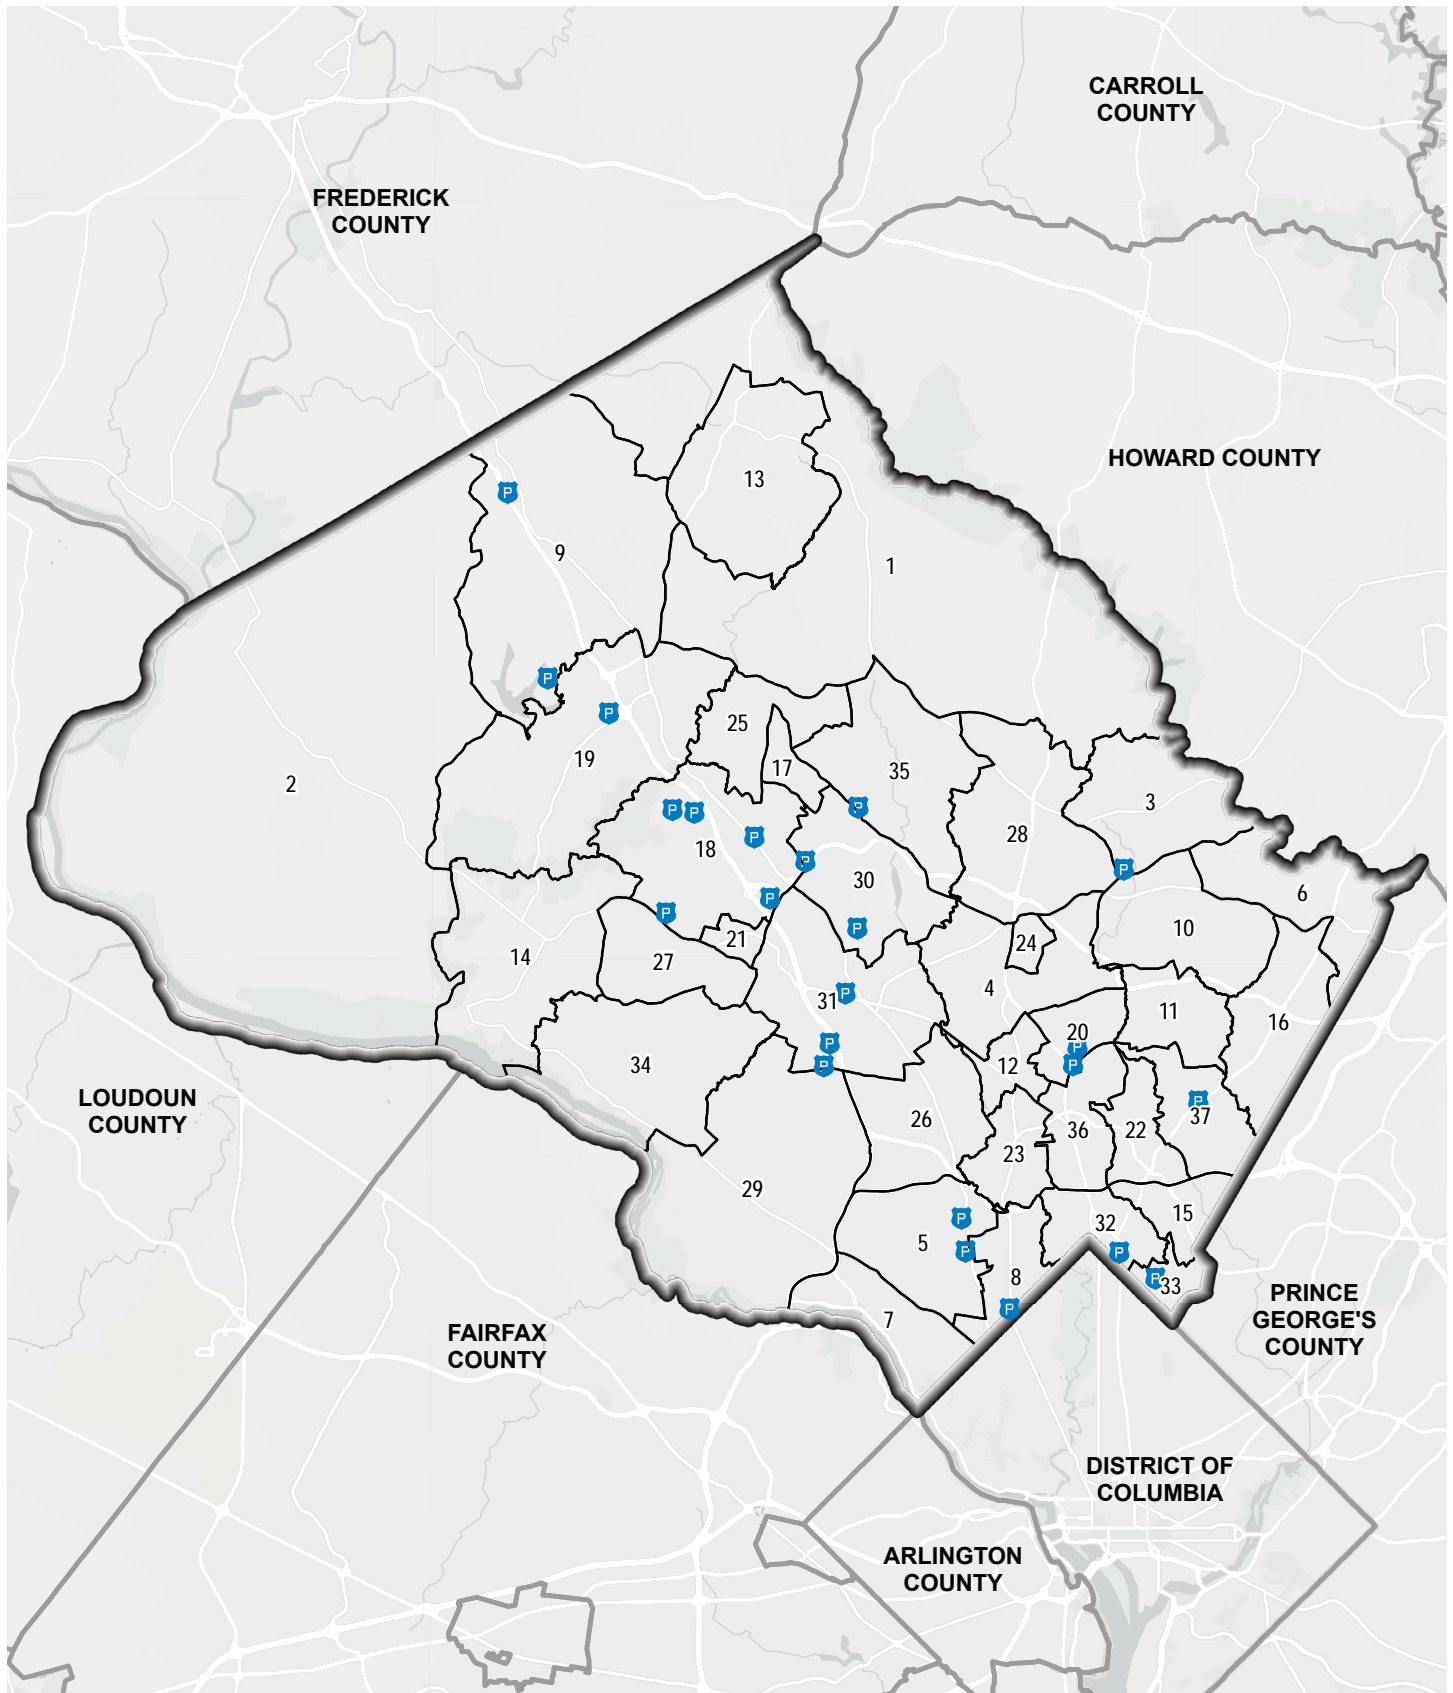 CARROLL
COUNTY
FREDERICK
COUNTY
HOWARD COUNTY
13
P
9
1
P
P
25
19
17
35
2
3
P
P
P
P
28
18
P
P
30
6
P
P
10
P
21
24
14
27
4
P
31
11
16
20
P
P
P
P
12
34
LOUDOUN
COUNTY
P
37
26
36
22
23
29
15
P
32
5
P
P
8
P
33
P
7
PRINCE
GEORGE'S
COUNTY
FAIRFAX
COUNTY
DISTRICT OF
COLUMBIA
ARLINGTON
COUNTY